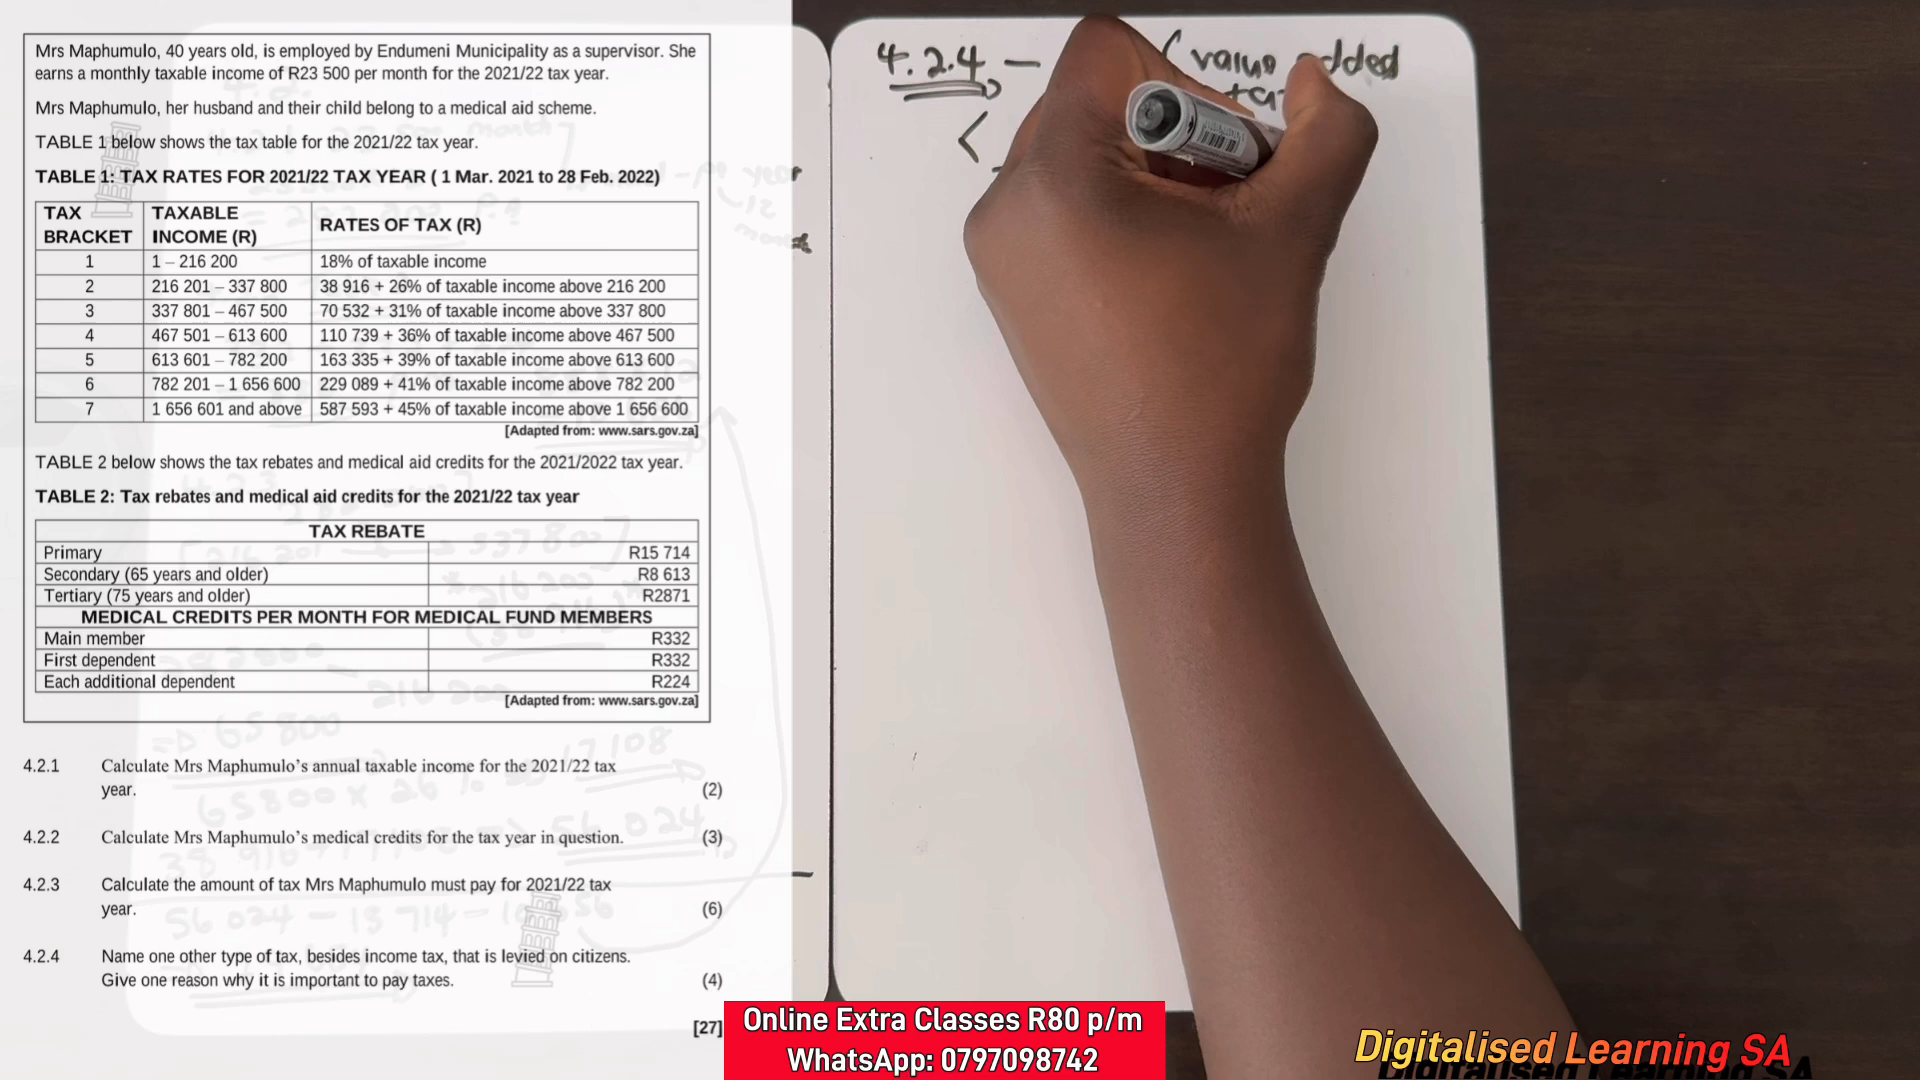 Mrs Maphumulo, 40 years old, is employed by Endumeni Municipality as a supervisor. She
earns a monthly taxable income of R23 500 per month for the 2021/22 tax year.
Mrs Maphumulo, her husband and their child belong to a medical aid scheme.
TABLE 1 below shows the tax table for the 2021/22 tax year.
TABLE 1: TAX RATES FOR 2021/22 TAX YEAR ( 1 Mar. 2021 to 28 Feb. 2022)
TAX BRACKET TAXABLE INCOME (R) RATES OF TAX (R)
1 1 – 216 200 18% of taxable income
2 216 201 – 337 800 38 916 + 26% of taxable income above 216 200
3 337 801 – 467 500 70 532 + 31% of taxable income above 337 800
4 467 501 – 613 600 110 739 + 36% of taxable income above 467 500
5 613 601 – 782 200 163 335 + 39% of taxable income above 613 600
6 782 201 – 1 656 600 229 089 + 41% of taxable income above 782 200
7 1 656 601 and above 587 593 + 45% of taxable income above 1 656 600
[Adapted from: www.sars.gov.za]
TABLE 2 below shows the tax rebates and medical aid credits for the 2021/2022 tax year.
TABLE 2: Tax rebates and medical aid credits for the 2021/22 tax year
TAX REBATE
Primary R15 714
Secondary (65 years and older) R8 613
Tertiary (75 years and older) R2871
MEDICAL CREDITS PER MONTH FOR MEDICAL FUND MEMBERS
Main member R332
First dependent R332
Each additional dependent R224
[Adapted from: www.sars.gov.za]
4.2.1 Calculate Mrs Maphumulo’s annual taxable income for the 2021/22 tax
year. (2)
4.2.2 Calculate Mrs Maphumulo’s medical credits for the tax year in question. (3)
4.2.3 Calculate the amount of tax Mrs Maphumulo must pay for 2021/22 tax
year. (6)
4.2.4 Name one other type of tax, besides income tax, that is levied on citizens.
Give one reason why it is important to pay taxes. (4)
[27]
4.2.4 – (value added
Online Extra Classes R80 p/m
WhatsApp: 0797098742
Digitalised Learning SA